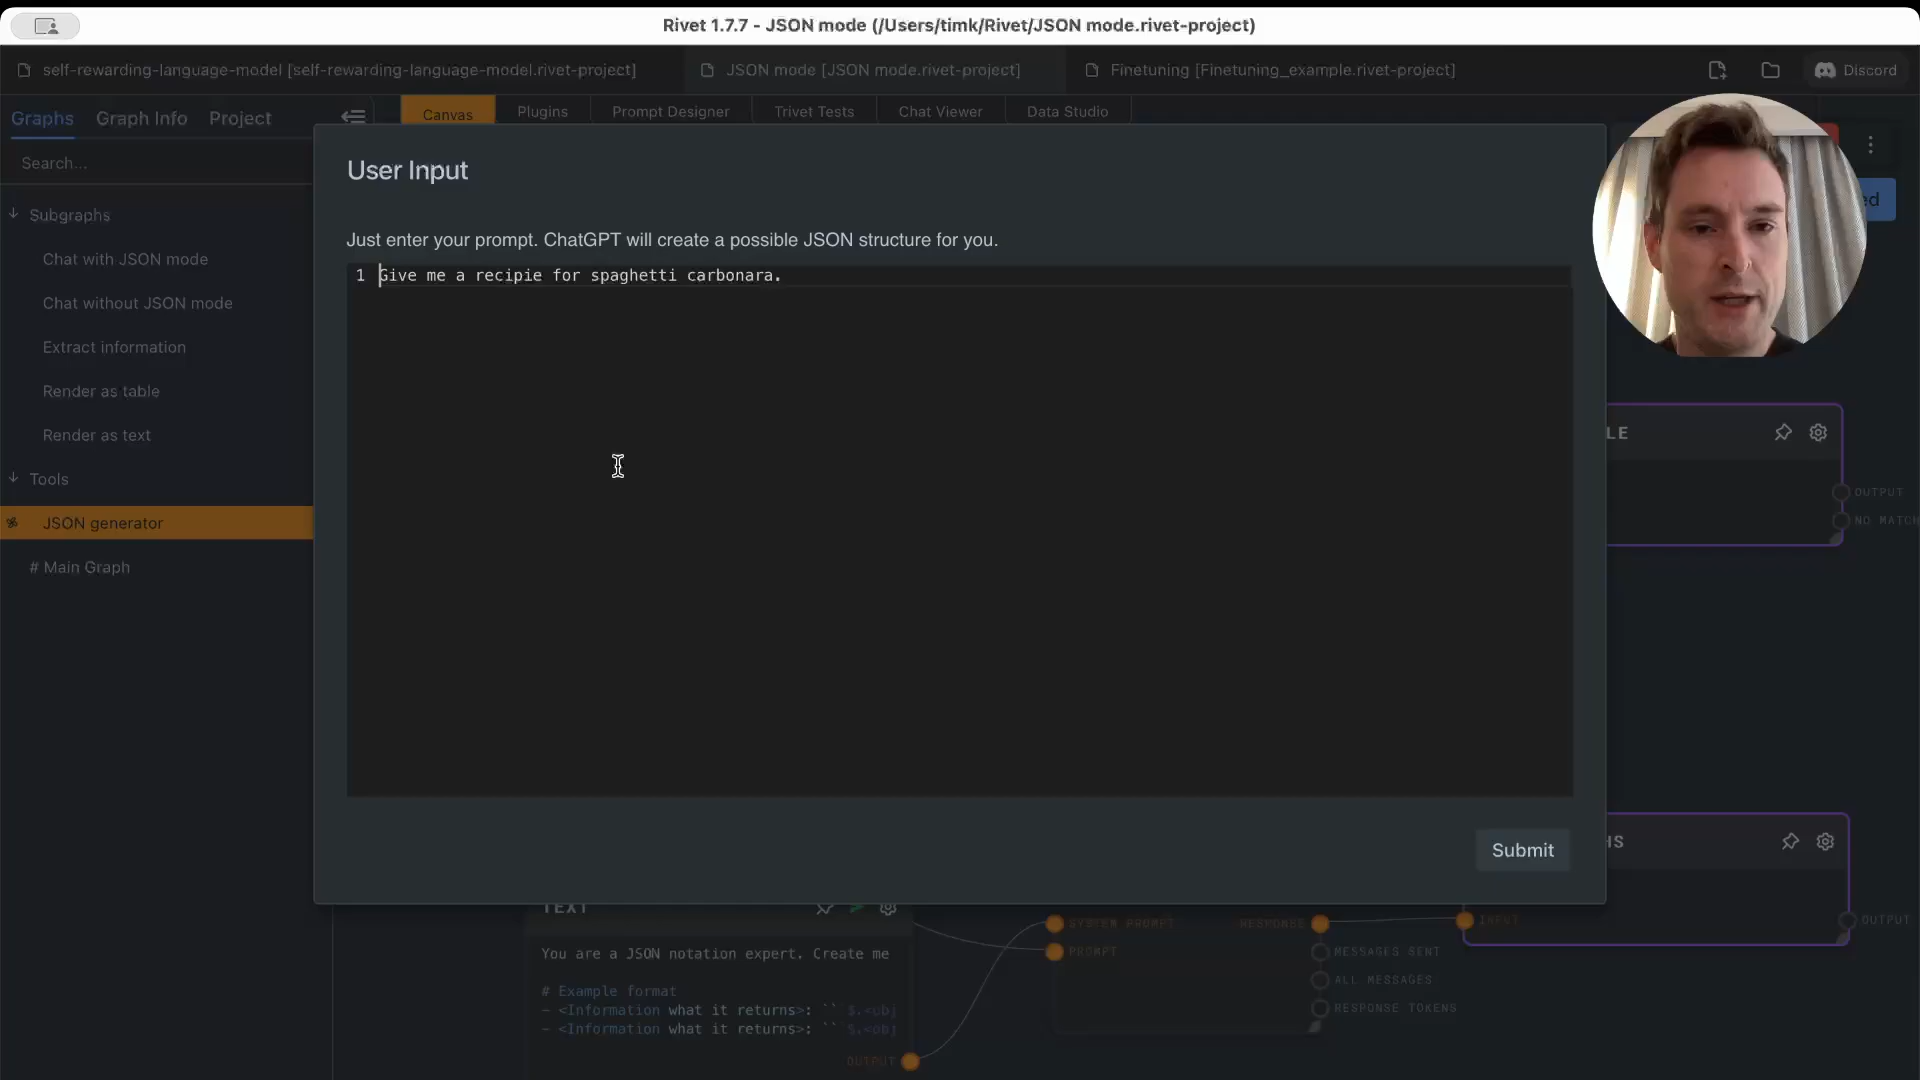 Rivet 1.7.7 - JSON mode (/Users/timk/Rivet/JSON mode.rivet-project)
self-rewarding-language-model [self-rewarding-language-model.rivet-project]
JSON mode [JSON mode.rivet-project]
Finetuning [Finetuning_example.rivet-project]
Discord
Graphs
Graph Info
Project
Canvas
Plugins
Prompt Designer
Trivet Tests
Chat Viewer
Data Studio
Search...
Subgraphs
Chat with JSON mode
Chat without JSON mode
Extract information
Render as table
Render as text
Tools
JSON generator
# Main Graph
User Input
Just enter your prompt. ChatGPT will create a possible JSON structure for you.
1 Give me a recipie for spaghetti carbonara.
Submit
ed
LE
OUTPUT
NO MATCH
HS
INPUT
OUTPUT
TEXT
You are a JSON notation expert. Create me
# Example format
- <Information what it returns>: `` $.<obj
- <Information what it returns>: `` $.<obj
OUTPUT
SYSTEM PROMPT
PROMPT
RESPONSE
MESSAGES SENT
ALL MESSAGES
RESPONSE TOKENS